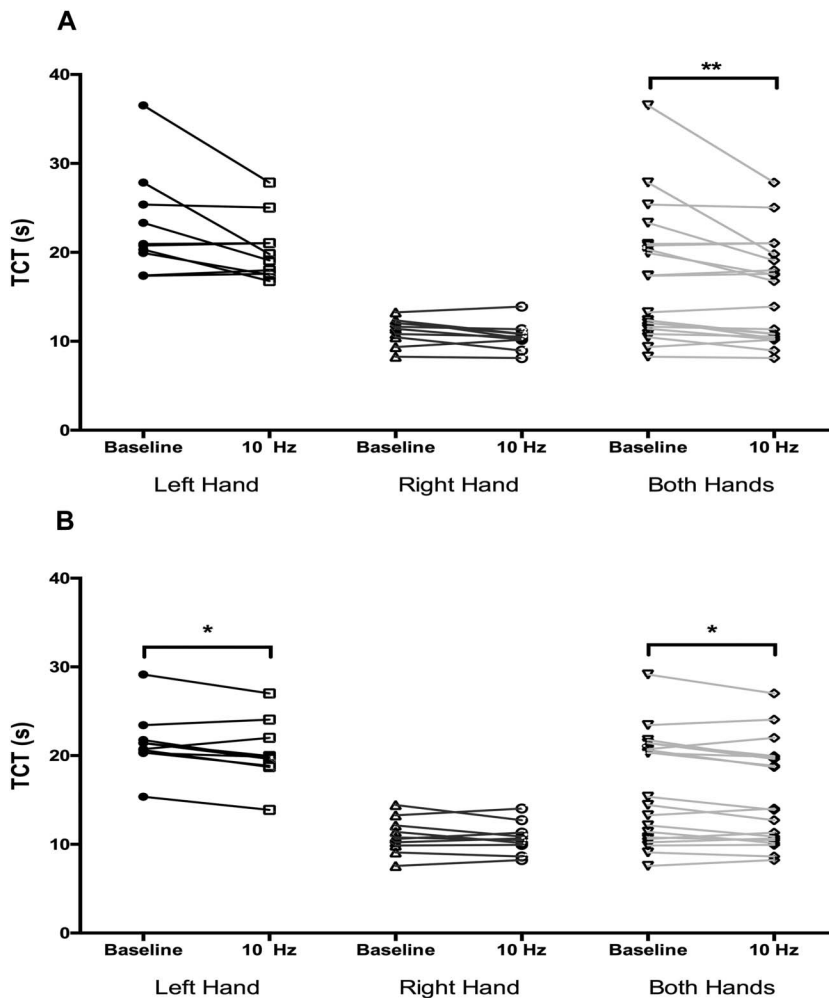 A
**
40
30
20
10
0
TCT (s)
Baseline 10 Hz Baseline 10 Hz Baseline 10 Hz
Left Hand Right Hand Both Hands
B
* *
40
30
20
10
0
TCT (s)
Baseline 10 Hz Baseline 10 Hz Baseline 10 Hz
Left Hand Right Hand Both Hands